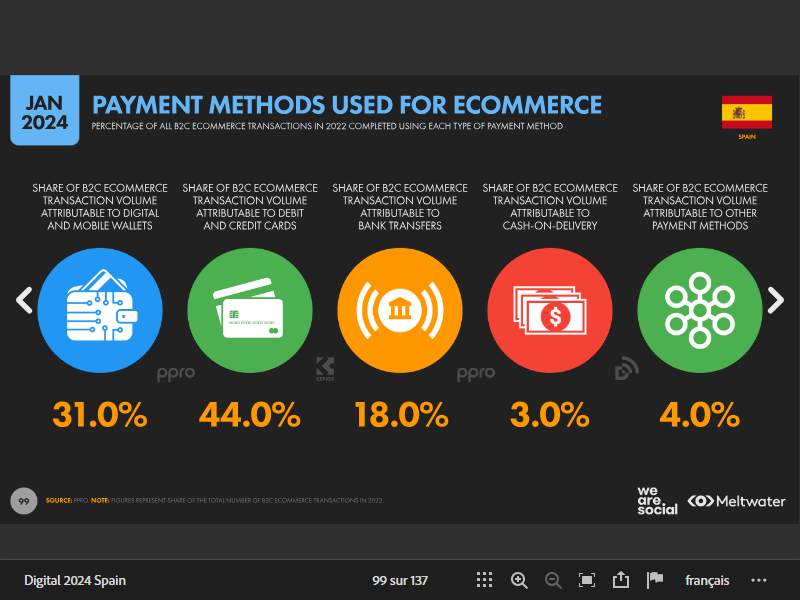 JAN
2024
PAYMENT METHODS USED FOR ECOMMERCE
PERCENTAGE OF ALL B2C ECOMMERCE TRANSACTIONS IN 2022 COMPLETED USING EACH TYPE OF PAYMENT METHOD
SPAIN
SHARE OF B2C ECOMMERCE
TRANSACTION VOLUME
ATTRIBUTABLE TO DIGITAL
AND MOBILE WALLETS
31.0%
SHARE OF B2C ECOMMERCE
TRANSACTION VOLUME
ATTRIBUTABLE TO DEBIT
AND CREDIT CARDS
44.0%
SHARE OF B2C ECOMMERCE
TRANSACTION VOLUME
ATTRIBUTABLE TO
BANK TRANSFERS
18.0%
SHARE OF B2C ECOMMERCE
TRANSACTION VOLUME
ATTRIBUTABLE TO
CASH-ON-DELIVERY
$
3.0%
SHARE OF B2C ECOMMERCE
TRANSACTION VOLUME
ATTRIBUTABLE TO OTHER
PAYMENT METHODS
4.0%
ppro
KEPIOS
ppro
99
SOURCE: PPRO. NOTE: FIGURES REPRESENT SHARE OF THE TOTAL NUMBER OF B2C ECOMMERCE TRANSACTIONS IN 2022.
we
are
social
Meltwater
Digital 2024 Spain
99 sur 137
français